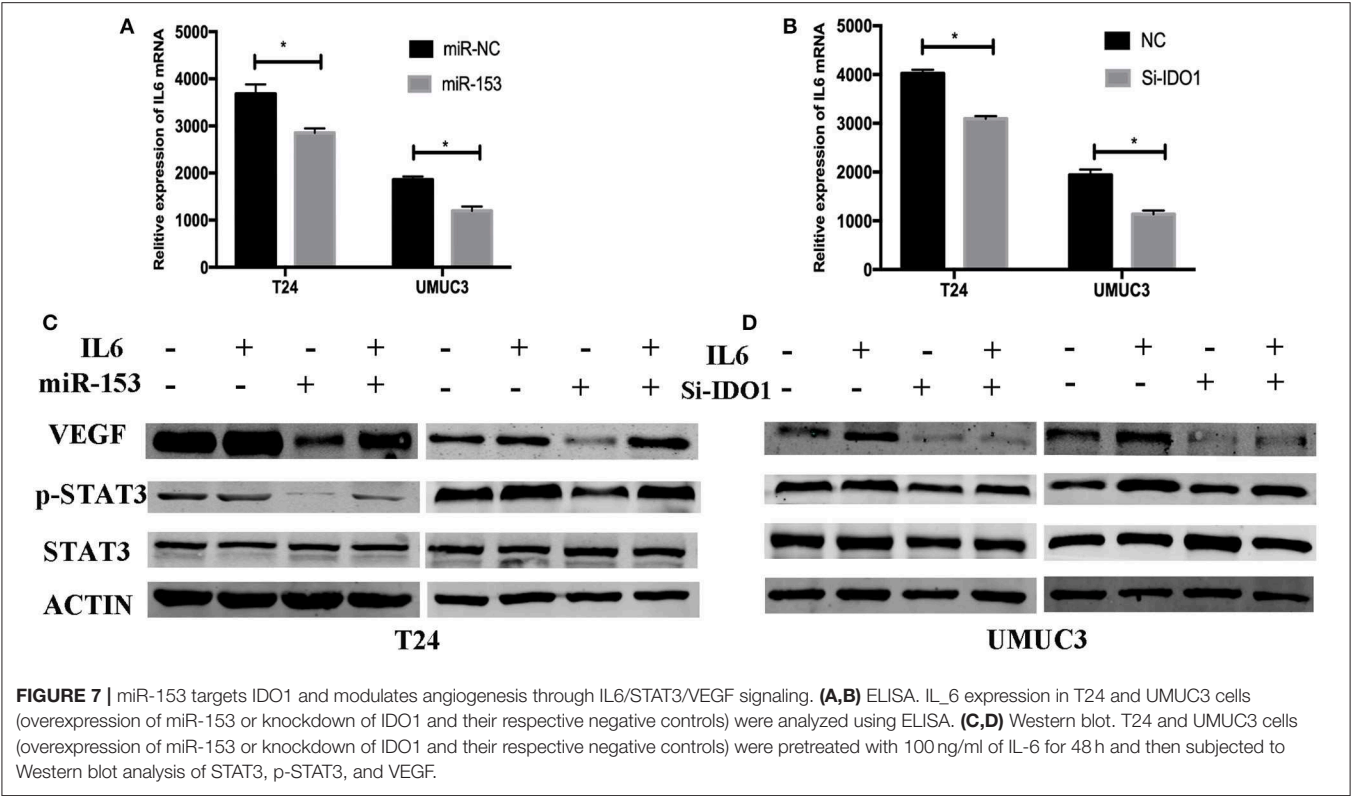 A
Relitive expression of IL6 mRNA
5000
4000
3000
2000
1000
0
*
*
miR-NC
miR-153
T24
UMUC3
B
Relitive expression of IL6 mRNA
5000
4000
3000
2000
1000
0
*
*
NC
Si-IDO1
T24
UMUC3
C
IL6 - + - + - + - +
miR-153 - - + + - - + +
VEGF
p-STAT3
STAT3
ACTIN
T24
D
IL6 - + - + - + - +
Si-IDO1 - - + + - - + +
UMUC3
FIGURE 7 | miR-153 targets IDO1 and modulates angiogenesis through IL6/STAT3/VEGF signaling. (A,B) ELISA. IL_6 expression in T24 and UMUC3 cells
(overexpression of miR-153 or knockdown of IDO1 and their respective negative controls) were analyzed using ELISA. (C,D) Western blot. T24 and UMUC3 cells
(overexpression of miR-153 or knockdown of IDO1 and their respective negative controls) were pretreated with 100 ng/ml of IL-6 for 48 h and then subjected to
Western blot analysis of STAT3, p-STAT3, and VEGF.